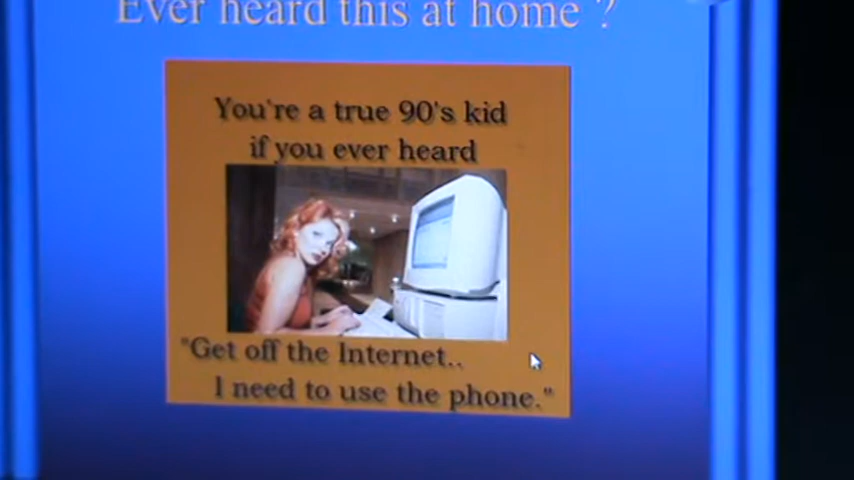 Ever heard this at home ?
You're a true 90's kid
if you ever heard
"Get off the Internet..
I need to use the phone."